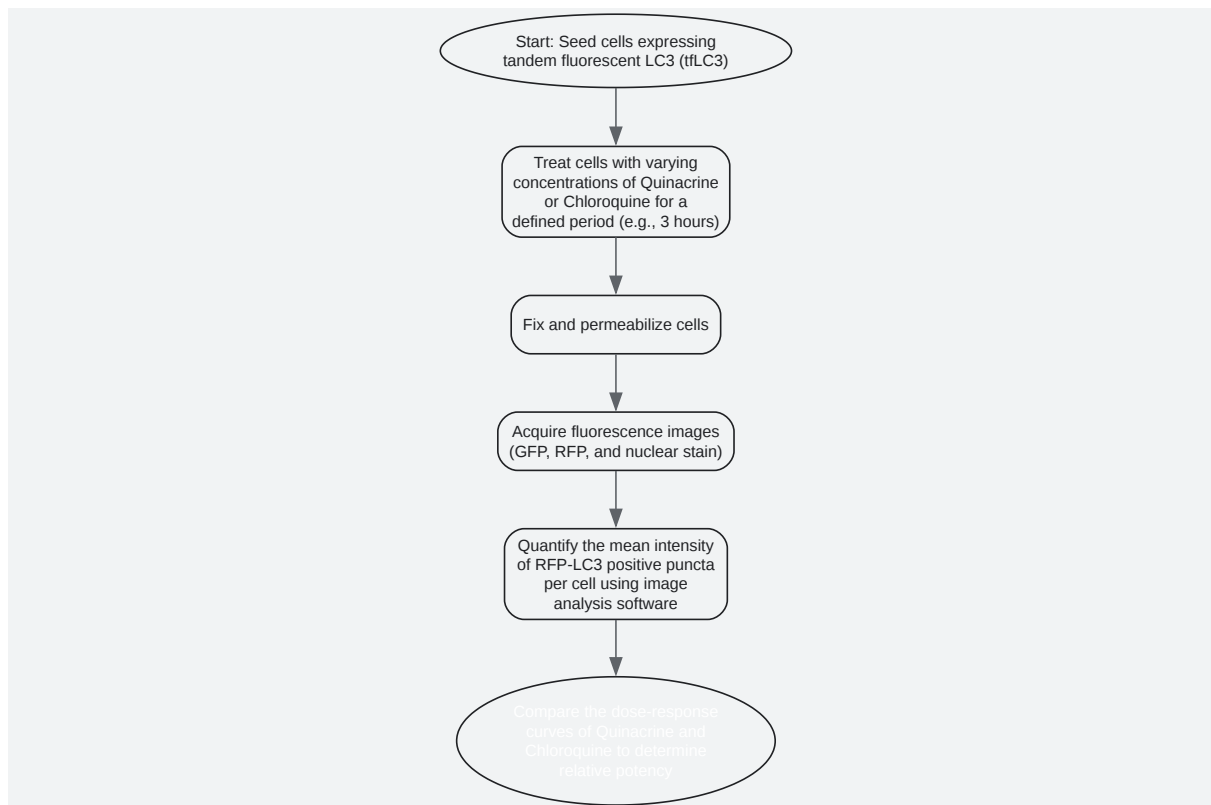 Start: Seed cells expressing
tandem fluorescent LC3 (tfLC3)
Treat cells with varying
concentrations of Quinacrine
or Chloroquine for a
defined period (e.g., 3 hours)
Fix and permeabilize cells
Acquire fluorescence images
(GFP, RFP, and nuclear stain)
Quantify the mean intensity
of RFP-LC3 positive puncta
per cell using image
analysis software
Compare the dose-response
curves of Quinacrine and
Chloroquine to determine
relative potency